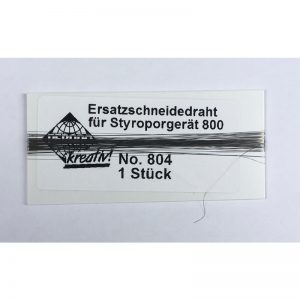 Ersatzschneidedraht
für Styroporgerät 800
kreativ!
No. 804
1 Stück